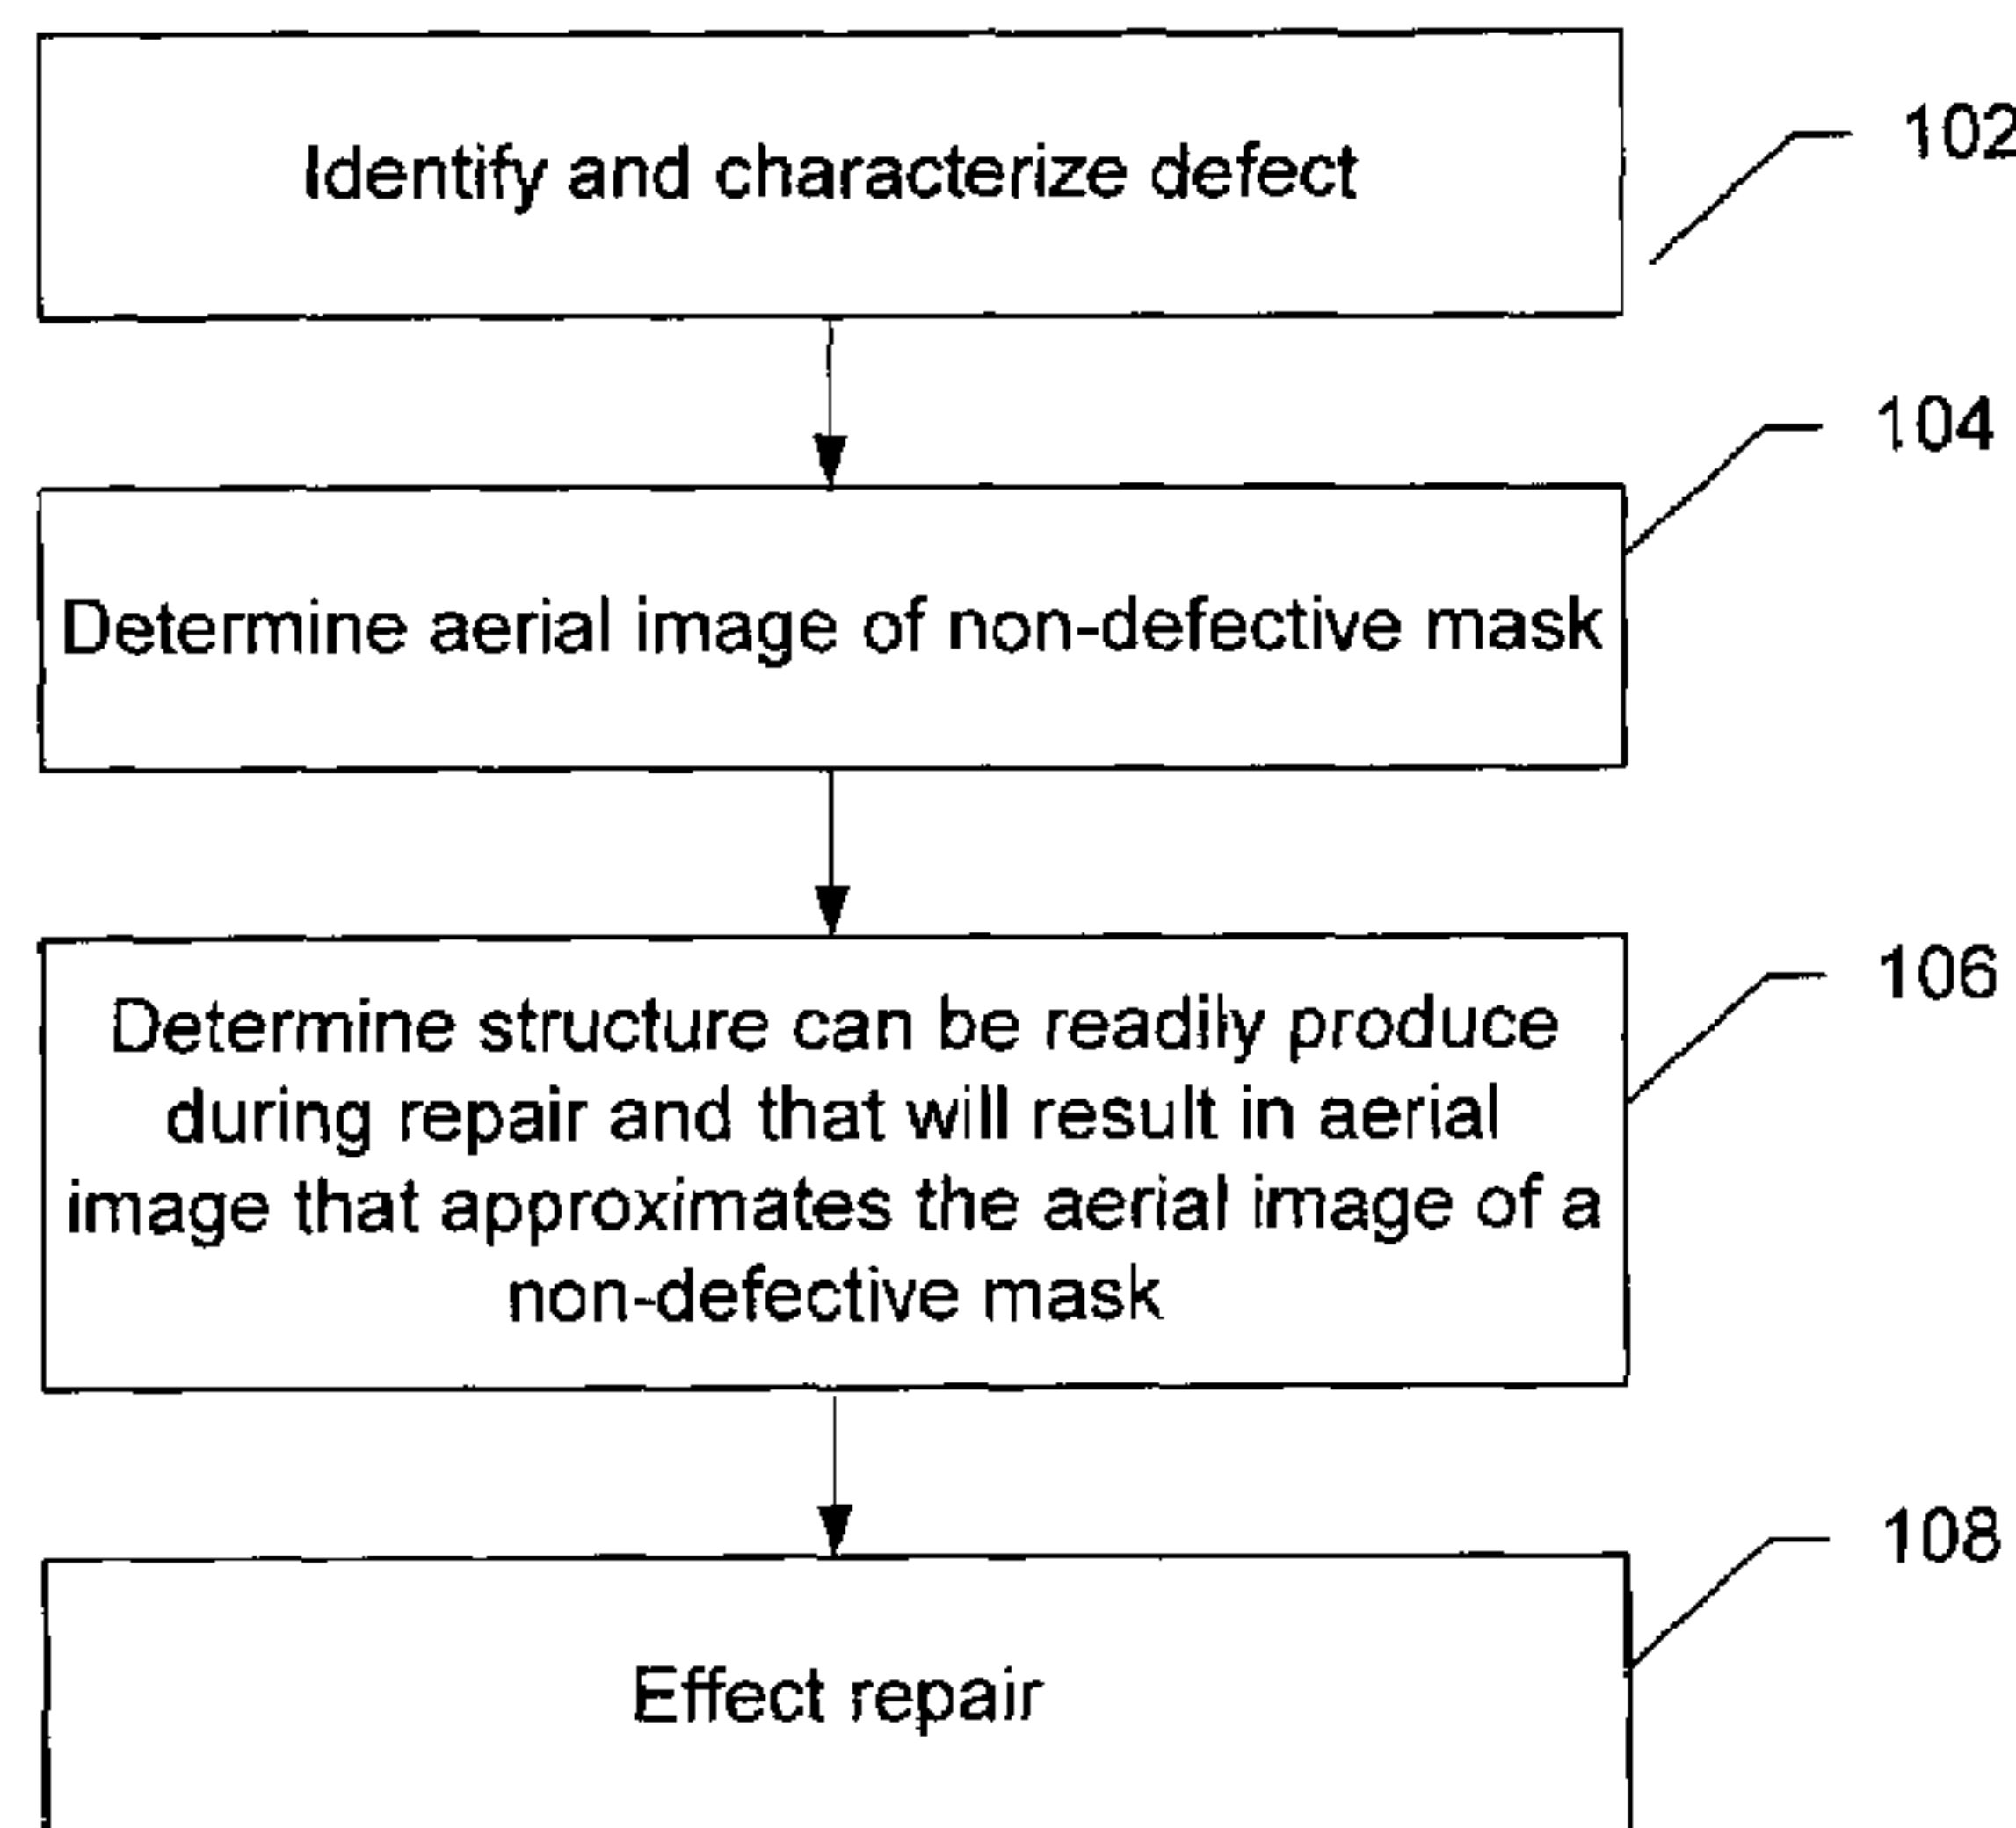 Identify and characterize defect
102
104
Determine aerial image of non-defective mask
106
Determine structure can be readily produce
during repair and that will result in aerial
image that approximates the aerial image of a
non-defective mask
108
Effect repair